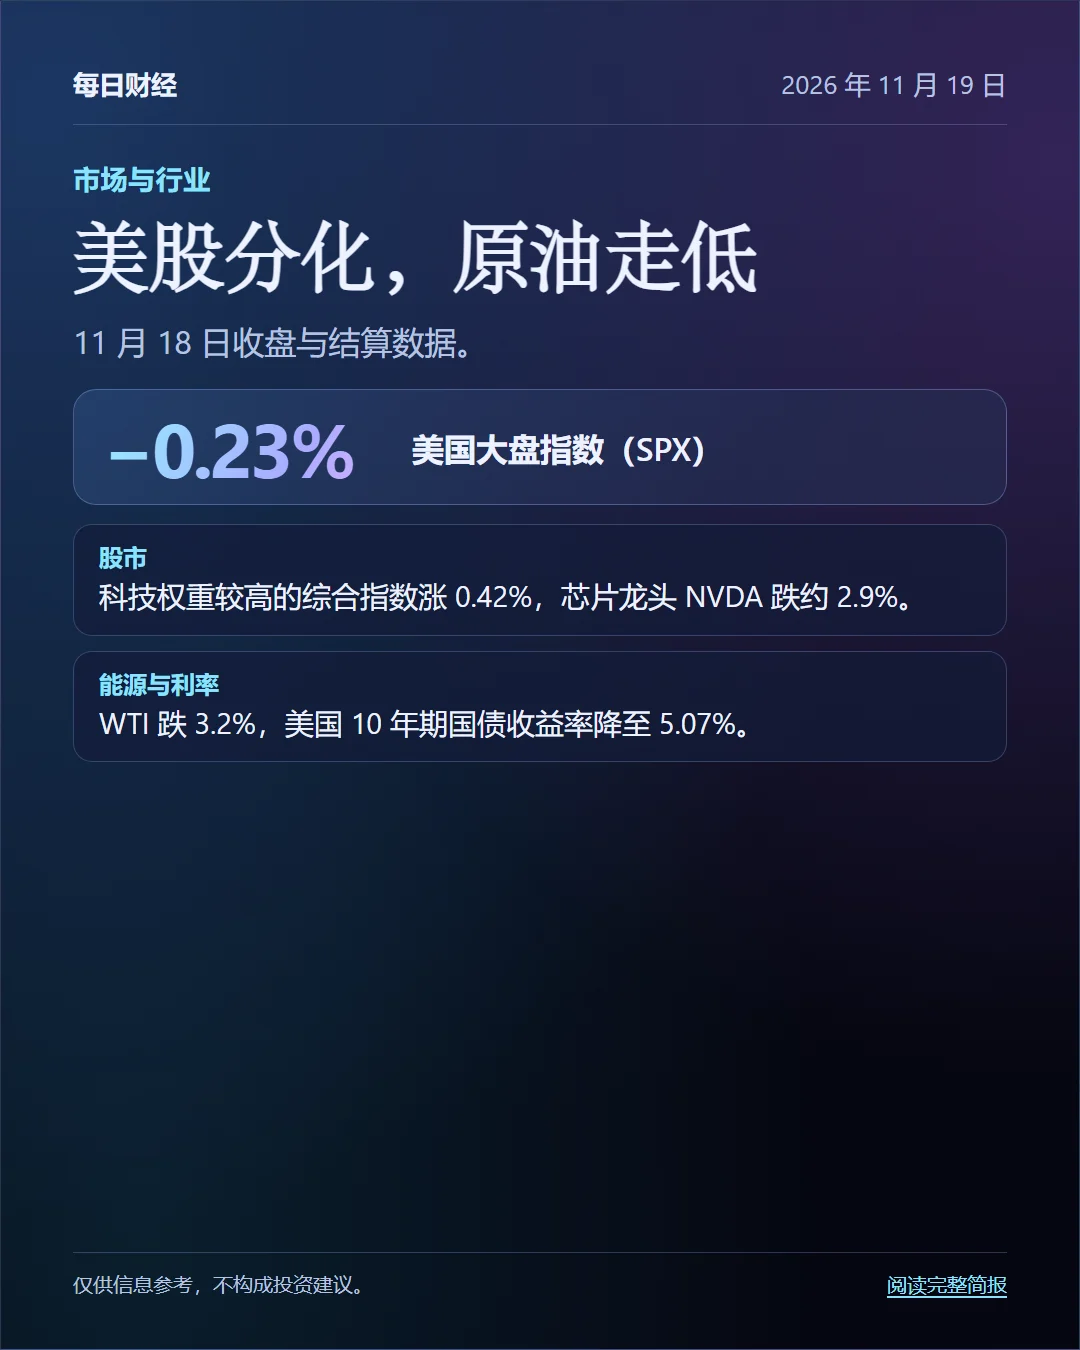 每日财经
2026 年 11 月 19 日
市场与行业
美股分化，原油走低
11 月 18 日收盘与结算数据。
−0.23%
美国大盘指数（SPX）
股市
科技权重较高的综合指数涨 0.42%，芯片龙头 NVDA 跌约 2.9%。
能源与利率
WTI 跌 3.2%，美国 10 年期国债收益率降至 5.07%。
仅供信息参考，不构成投资建议。
阅读完整简报